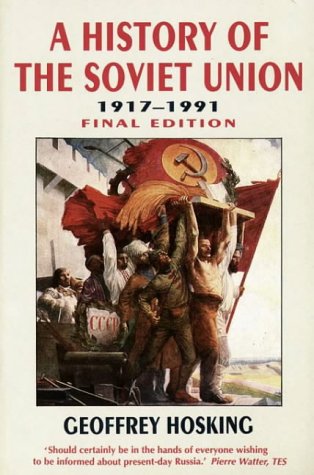 A HISTORY OF
THE SOVIET UNION
1917–1991
FINAL EDITION
СССР
GEOFFREY HOSKING
‘Should certainly be in the hands of everyone wishing
to be informed about present-day Russia.’ Pierre Watter, TES